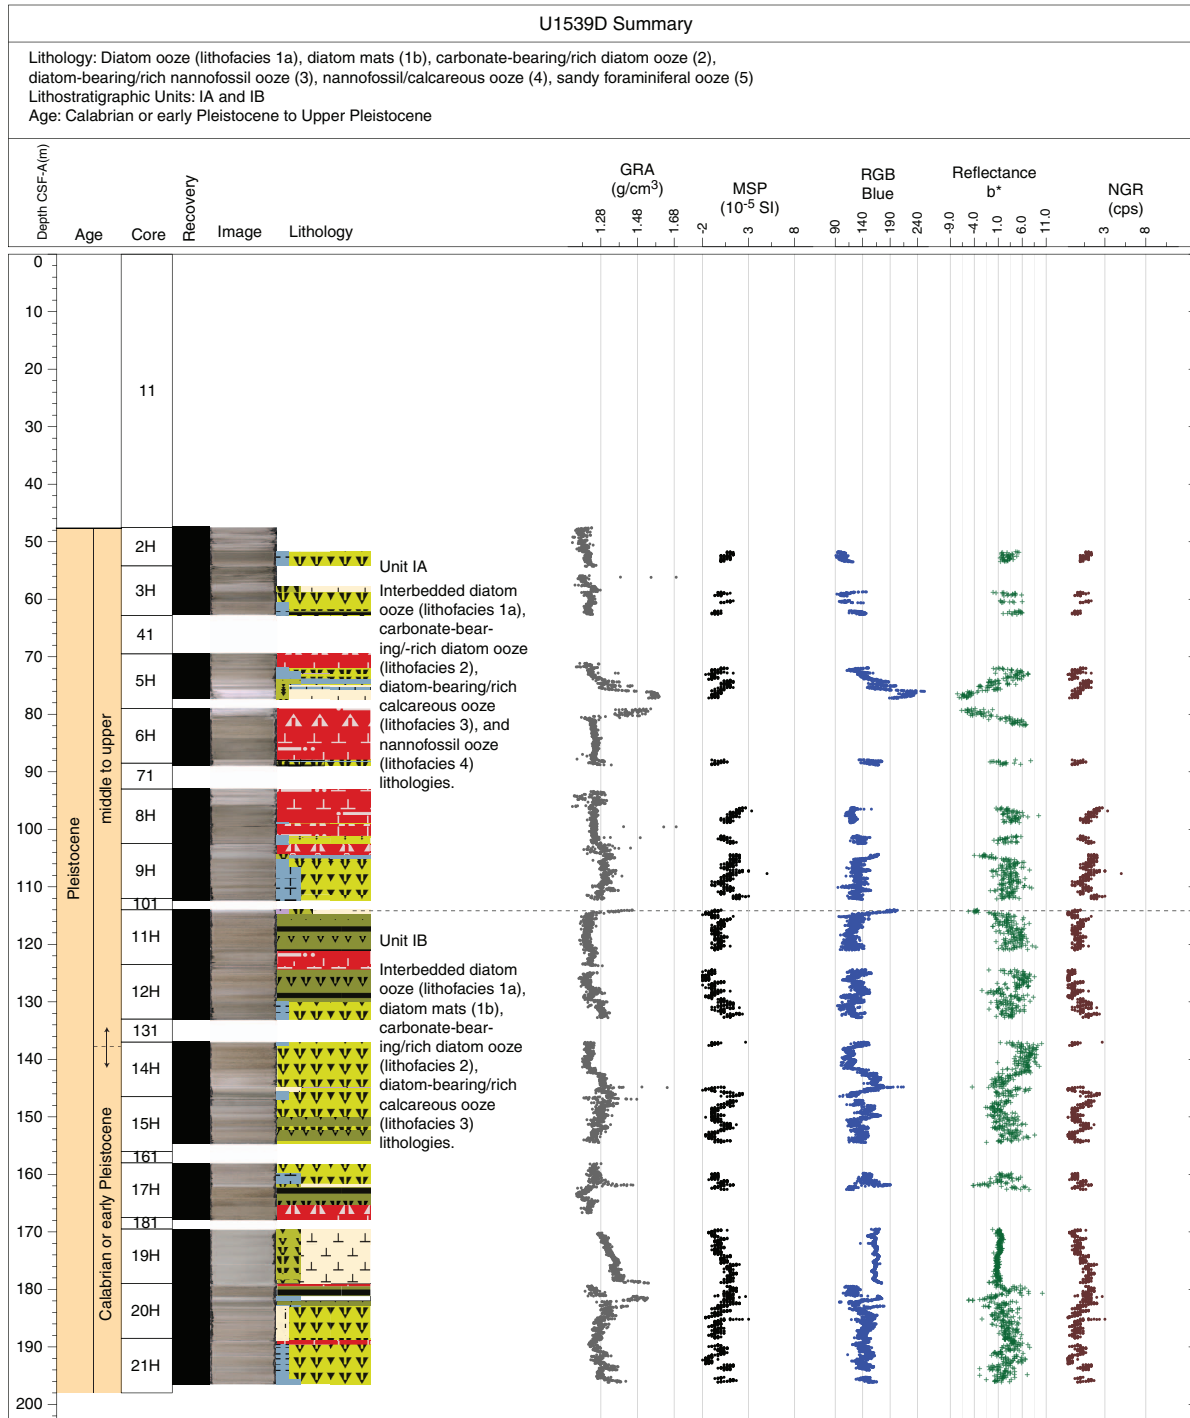 U1539D Summary
Lithology: Diatom ooze (lithofacies 1a), diatom mats (1b), carbonate-bearing/rich diatom ooze (2),
diatom-bearing/rich nannofossil ooze (3), nannofossil/calcareous ooze (4), sandy foraminiferal ooze (5)
Lithostratigraphic Units: IA and IB
Age: Calabrian or early Pleistocene to Upper Pleistocene
Depth CSF-A(m)
Age
Core
Recovery
Image
Lithology
GRA
(g/cm³)
1.28 1.48 1.68
MSP
(10⁻⁵ SI)
-2 3 8
RGB
Blue
90 140 190 240
Reflectance
b*
-9.0 -4.0 1.0 6.0 11.0
NGR
(cps)
3 8
0
10
20
30
40
50
60
70
80
90
100
110
120
130
140
150
160
170
180
190
200
Pleistocene
middle to upper
Calabrian or early Pleistocene
11
2H
3H
41
5H
6H
71
8H
9H
101
11H
12H
131
14H
15H
161
17H
181
19H
20H
21H
Unit IA
Interbedded diatom
ooze (lithofacies 1a),
carbonate-bear-
ing/-rich diatom ooze
(lithofacies 2),
diatom-bearing/rich
calcareous ooze
(lithofacies 3), and
nannofossil ooze
(lithofacies 4)
lithologies.
Unit IB
Interbedded diatom
ooze (lithofacies 1a),
diatom mats (1b),
carbonate-bear-
ing/rich diatom ooze
(lithofacies 2),
diatom-bearing/rich
calcareous ooze
(lithofacies 3)
lithologies.